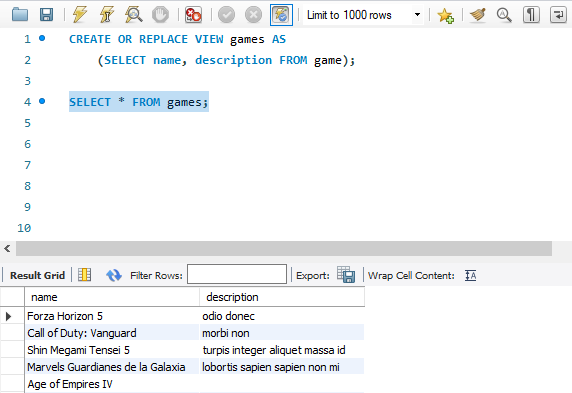 Limit to 1000 rows
1 CREATE OR REPLACE VIEW games AS
2 (SELECT name, description FROM game);
3
4 SELECT * FROM games;
5
6
7
8
9
10
Result Grid Filter Rows: Export: Wrap Cell Content: IA
name description
Forza Horizon 5 odio donec
Call of Duty: Vanguard morbi non
Shin Megami Tensei 5 turpis integer aliquet massa id
Marvels Guardianes de la Galaxia lobortis sapien sapien non mi
Age of Empires IV